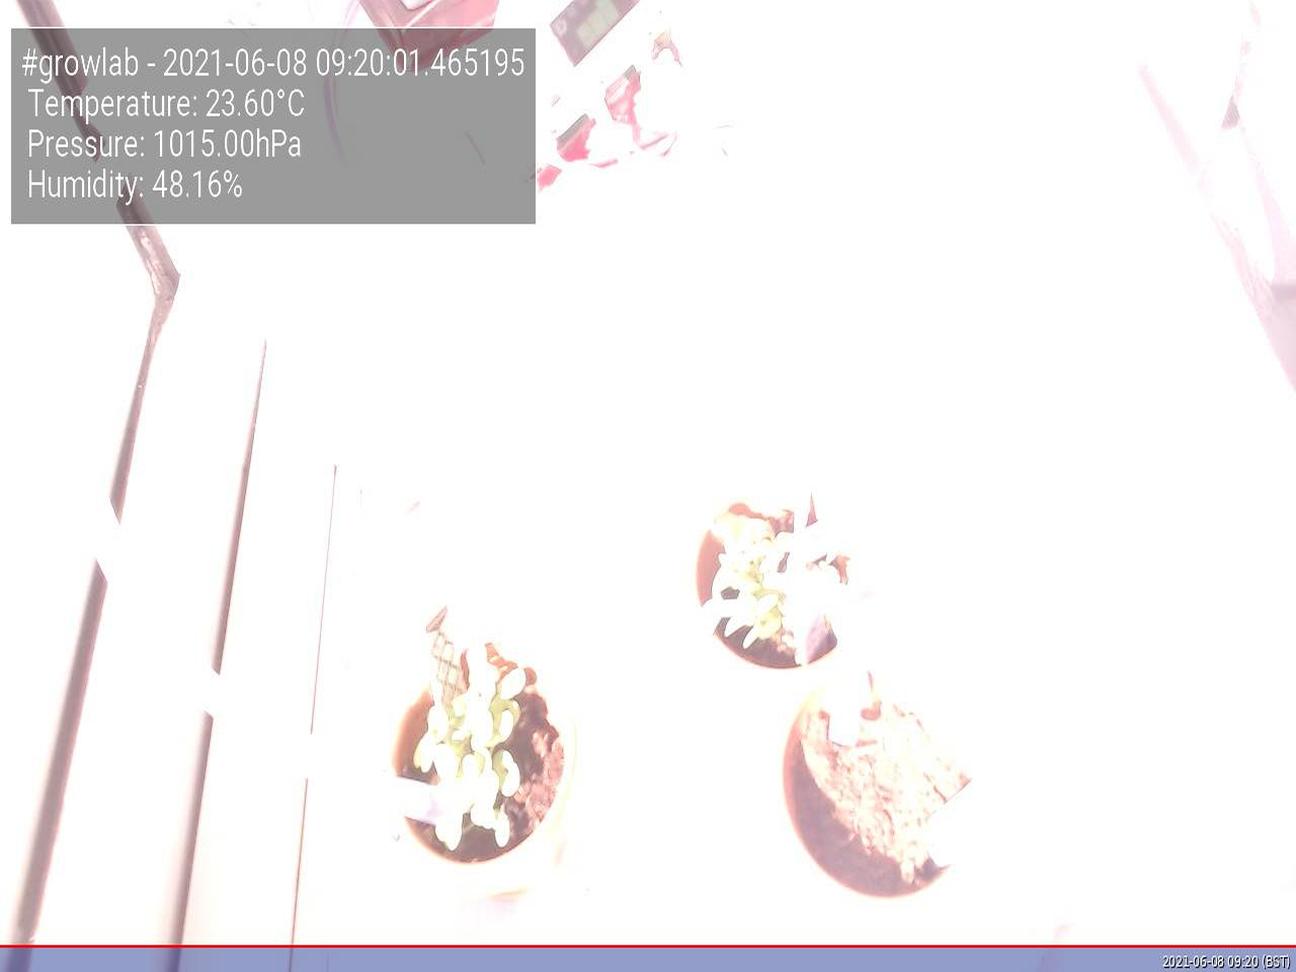 #growlab - 2021-06-08 09:20:01.465195
Temperature: 23.60°C
Pressure: 1015.00hPa
Humidity: 48.16%
2021-06-08 09:20 (BST)